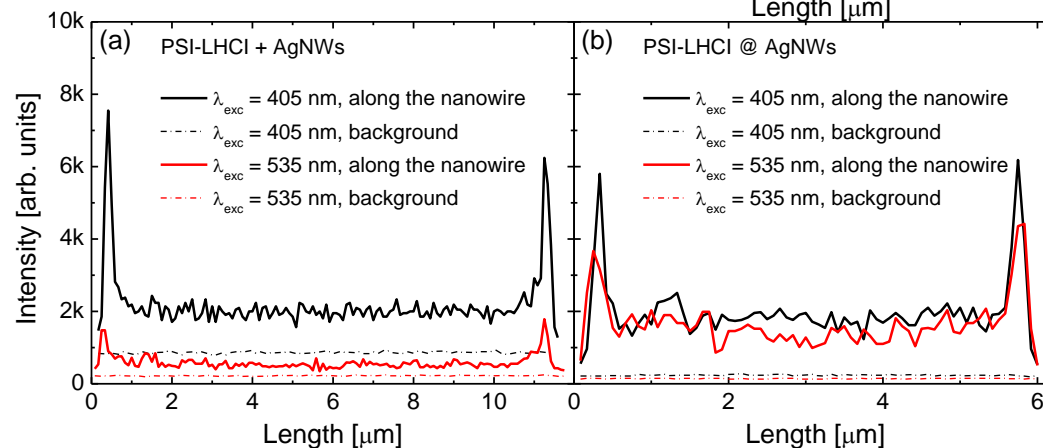 Length [μm]
10k
8k
6k
4k
2k
0
Intensity [arb. units]
(a) PSI-LHCI + AgNWs
λexc = 405 nm, along the nanowire
λexc = 405 nm, background
λexc = 535 nm, along the nanowire
λexc = 535 nm, background
0 2 4 6 8 10
Length [μm]
(b) PSI-LHCI @ AgNWs
λexc = 405 nm, along the nanowire
λexc = 405 nm, background
λexc = 535 nm, along the nanowire
λexc = 535 nm, background
0 2 4 6
Length [μm]